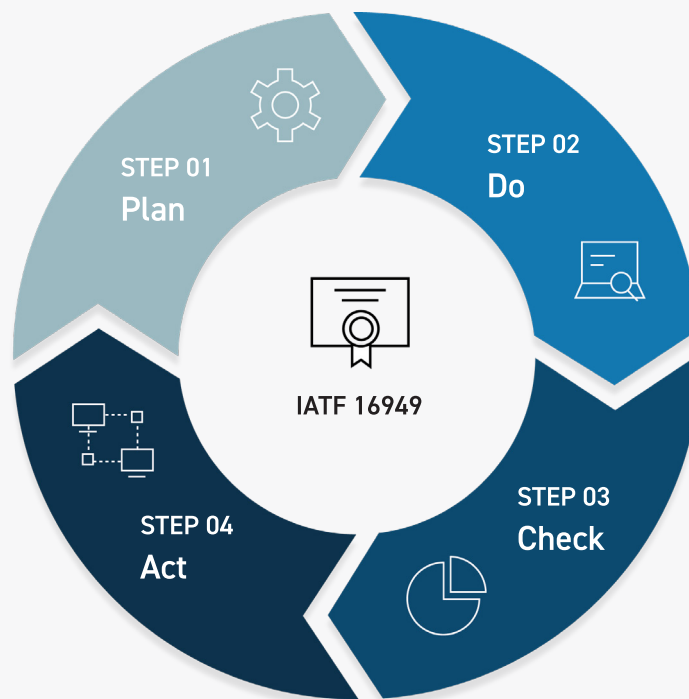 STEP 01
Plan
STEP 02
Do
IATF 16949
STEP 03
Check
STEP 04
Act